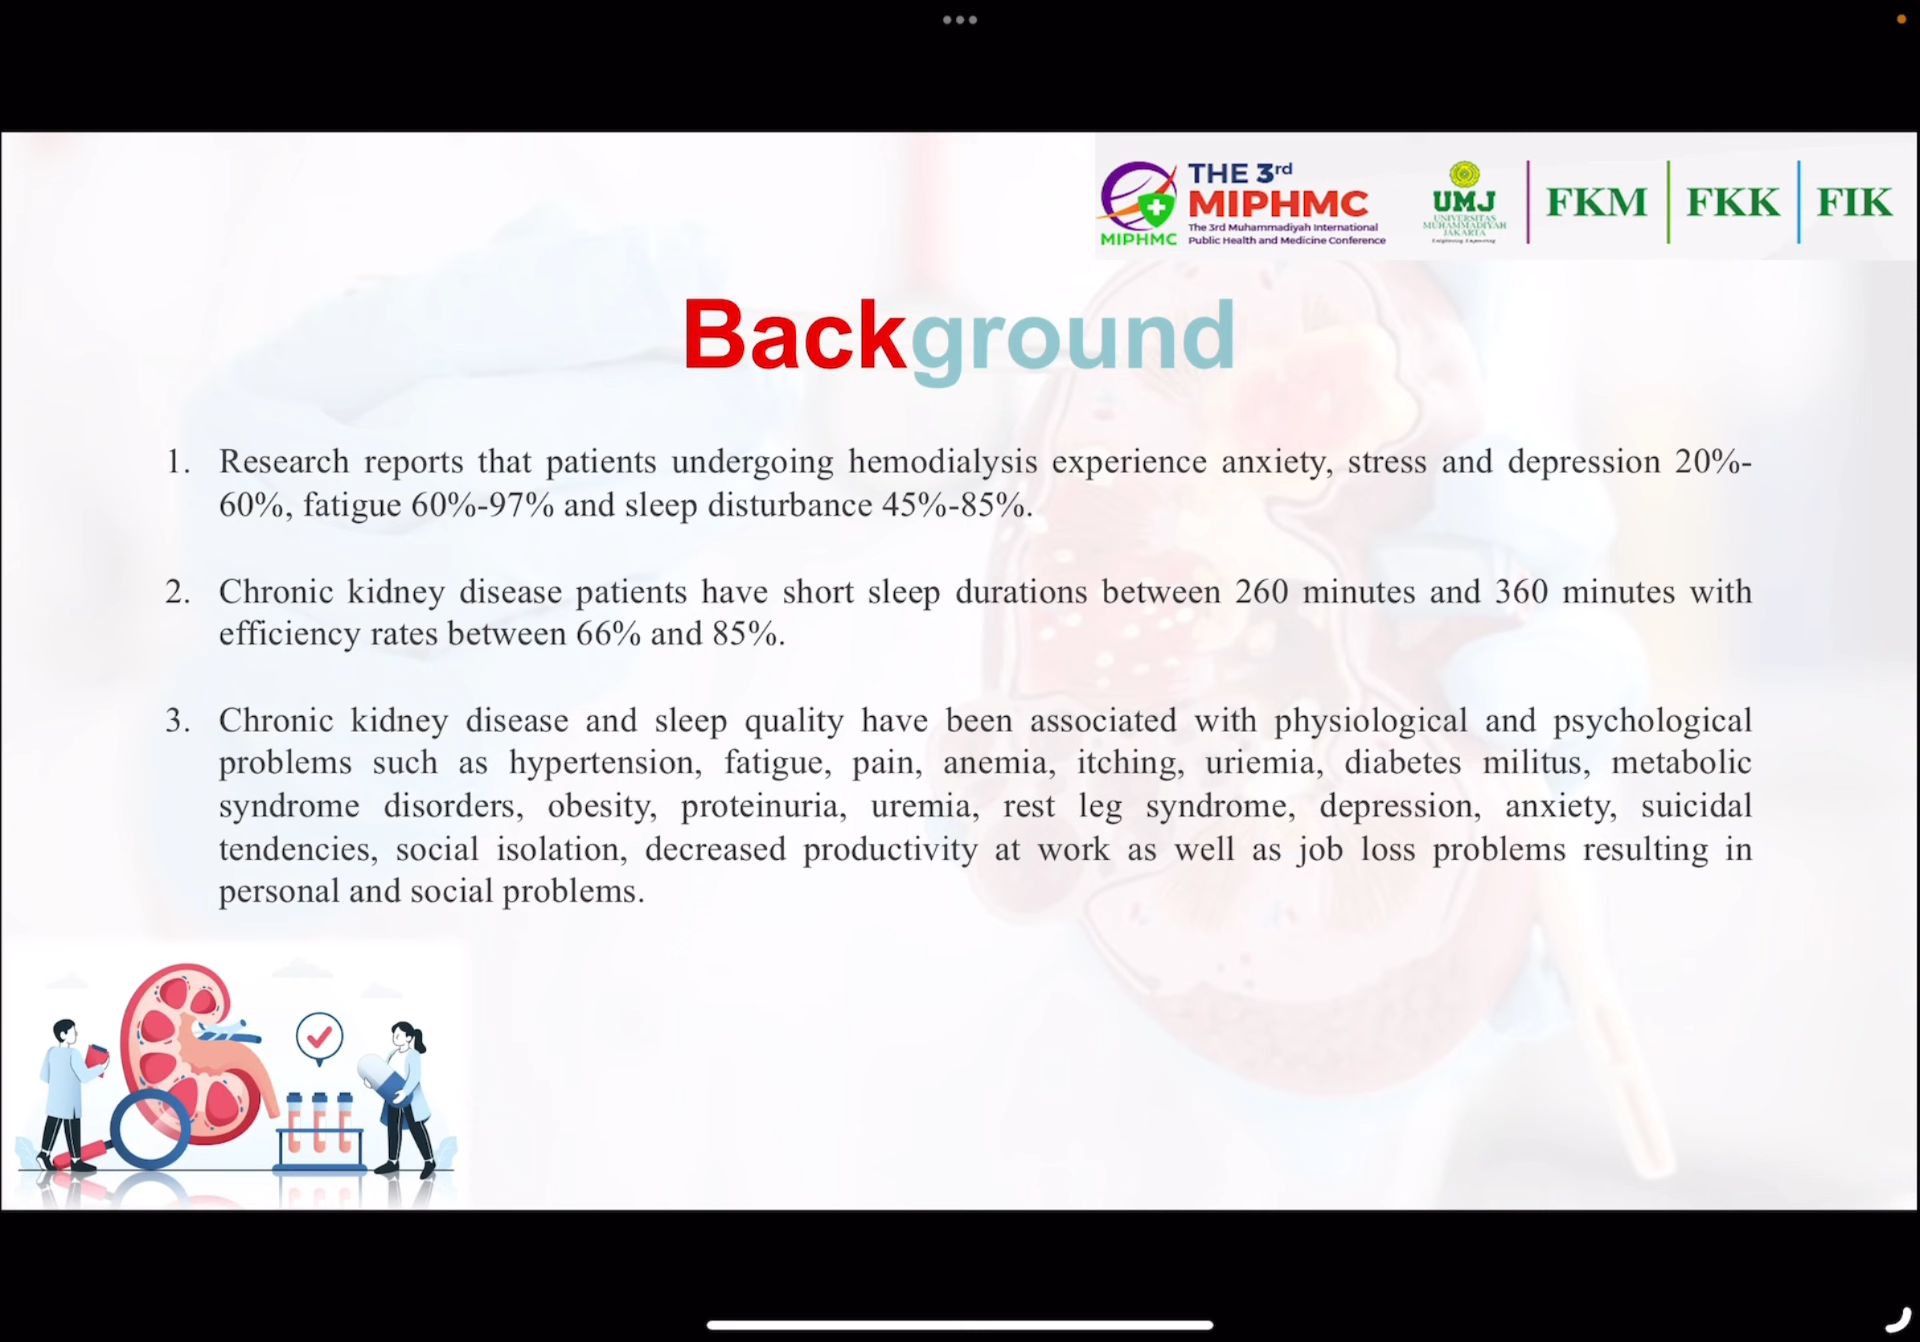 THE 3rd
MIPHMC
The 3rd Muhammadiyah International
Public Health and Medicine Conference
MIPHMC
UMJ
UNIVERSITAS
MUHAMMADIYAH
JAKARTA
FKM
FKK
FIK
Background
1. Research reports that patients undergoing hemodialysis experience anxiety, stress and depression 20%-
60%, fatigue 60%-97% and sleep disturbance 45%-85%.
2. Chronic kidney disease patients have short sleep durations between 260 minutes and 360 minutes with
efficiency rates between 66% and 85%.
3. Chronic kidney disease and sleep quality have been associated with physiological and psychological
problems such as hypertension, fatigue, pain, anemia, itching, uriemia, diabetes militus, metabolic
syndrome disorders, obesity, proteinuria, uremia, rest leg syndrome, depression, anxiety, suicidal
tendencies, social isolation, decreased productivity at work as well as job loss problems resulting in
personal and social problems.